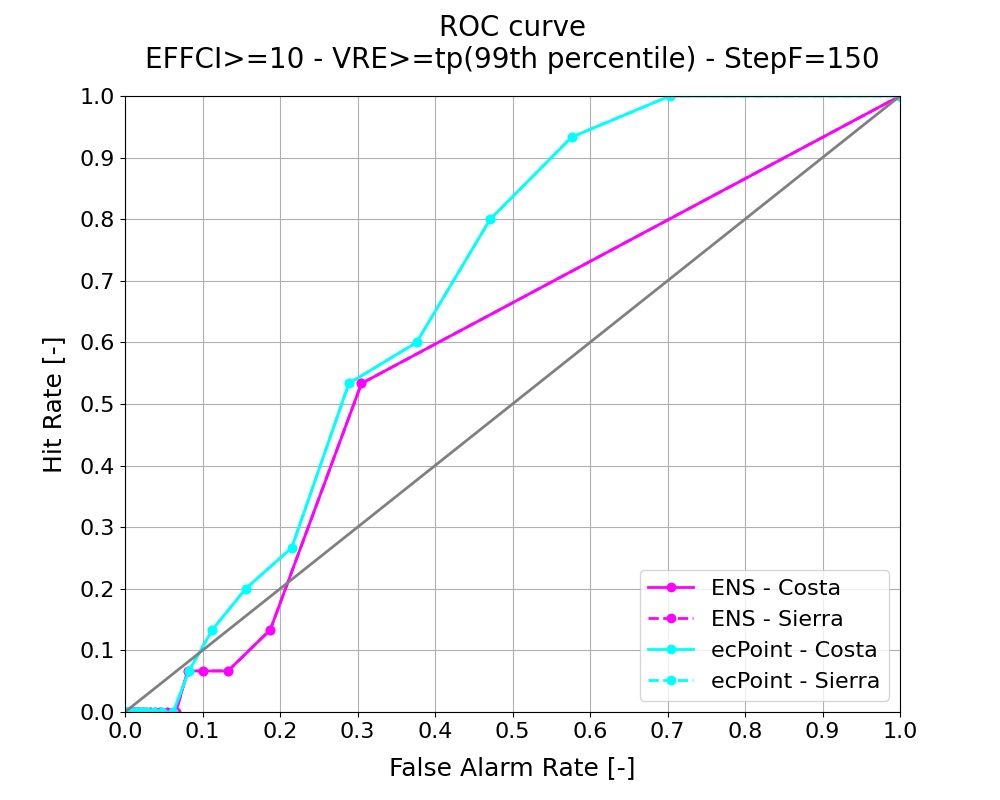 ROC curve
EFFCI>=10 - VRE>=tp(99th percentile) - StepF=150
1.0
0.9
0.8
0.7
0.6
0.5
0.4
0.3
0.2
0.1
0.0
Hit Rate [-]
0.0 0.1 0.2 0.3 0.4 0.5 0.6 0.7 0.8 0.9 1.0
False Alarm Rate [-]
ENS - Costa
ENS - Sierra
ecPoint - Costa
ecPoint - Sierra